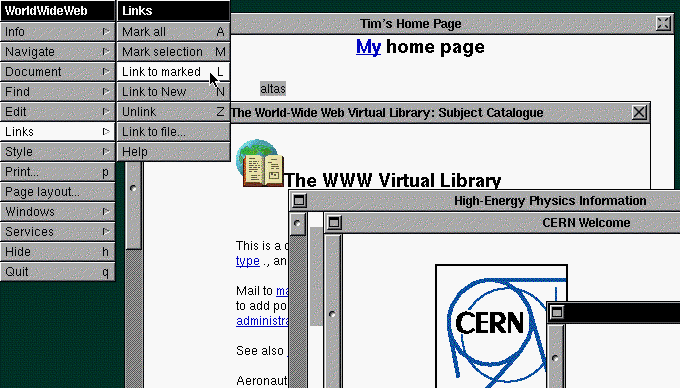 WorldWideWeb
Info
Navigate
Document
Find
Edit
Links
Style
Print... p
Page layout...
Windows
Services
Hide h
Quit q
Links
Mark all A
Mark selection M
Link to marked L
Link to New N
Unlink Z
Link to file...
Help
Tim's Home Page
My home page
altas
The World-Wide Web Virtual Library: Subject Catalogue
The WWW Virtual Library
This is a
type ., an
Mail to
to add po
administra
See also
Aeronaut
High-Energy Physics Information
CERN Welcome
CERN